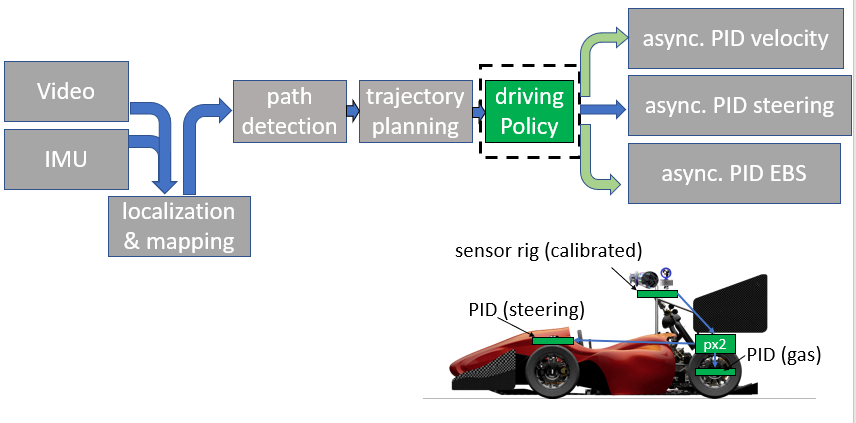 Video
IMU
localization
& mapping
path
detection
trajectory
planning
driving
Policy
async. PID velocity
async. PID steering
async. PID EBS
sensor rig (calibrated)
PID (steering)
px2
PID (gas)